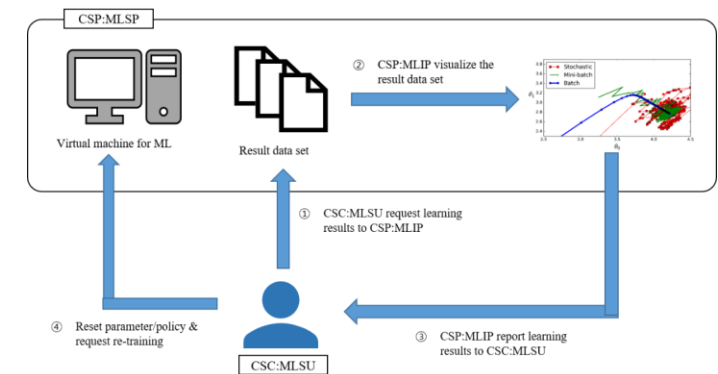 CSP:MLSP
Virtual machine for ML
Result data set
② CSP:MLIP visualize the
result data set
Stochastic
Mini-batch
Batch
① CSC:MLSU request learning
results to CSP:MLIP
④ Reset parameter/policy &
request re-training
③ CSP:MLIP report learning
results to CSC:MLSU
CSC:MLSU